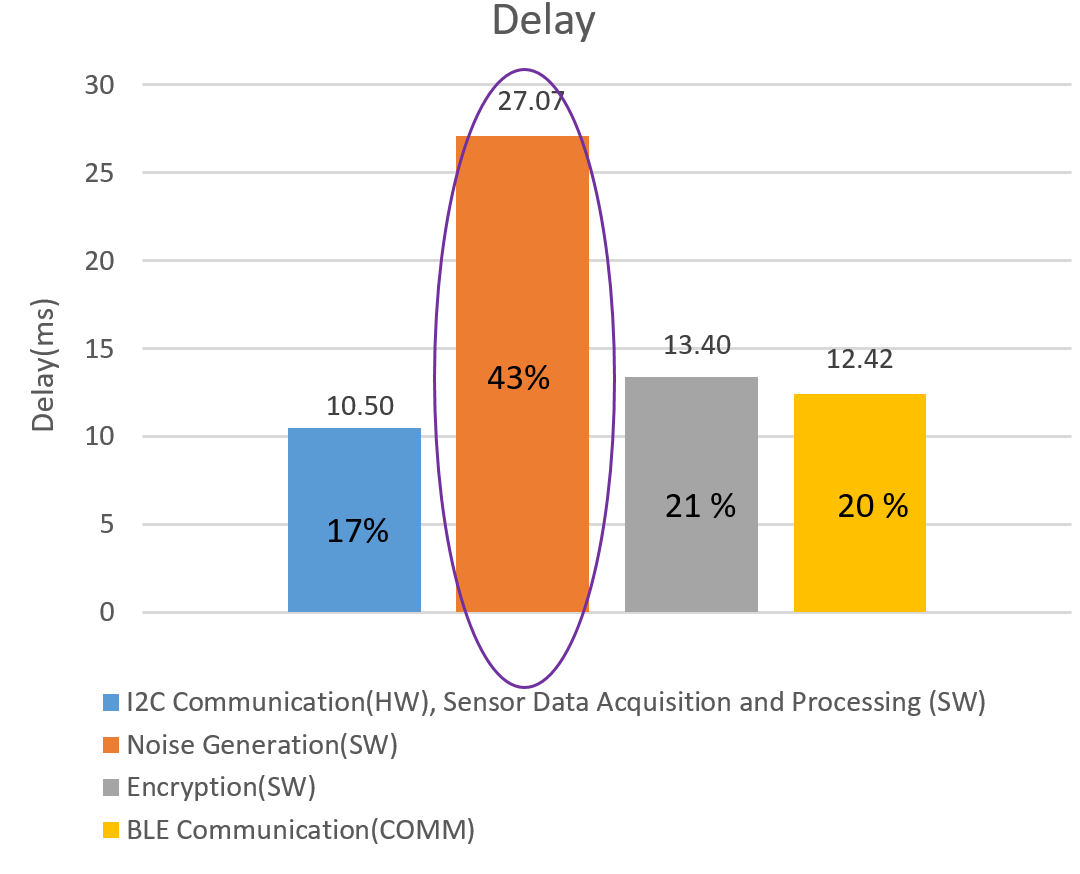 Delay
30
25
20
15
10
5
0
Delay(ms)
10.50
27.07
13.40
12.42
17%
43%
21 %
20 %
I2C Communication(HW), Sensor Data Acquisition and Processing (SW)
Noise Generation(SW)
Encryption(SW)
BLE Communication(COMM)